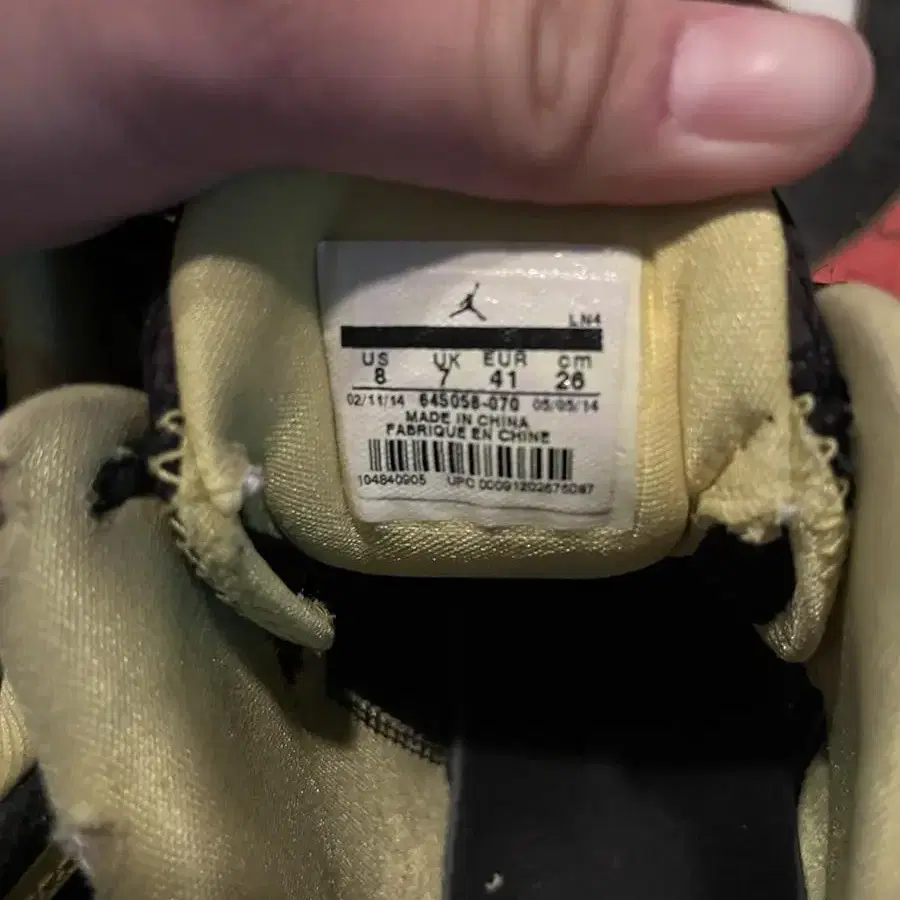 LN4
US UK EUR cm
8 7 41 26
02/11/14 645058-070 05/05/14
MADE IN CHINA
FABRIQUE EN CHINE
104840905 UPC